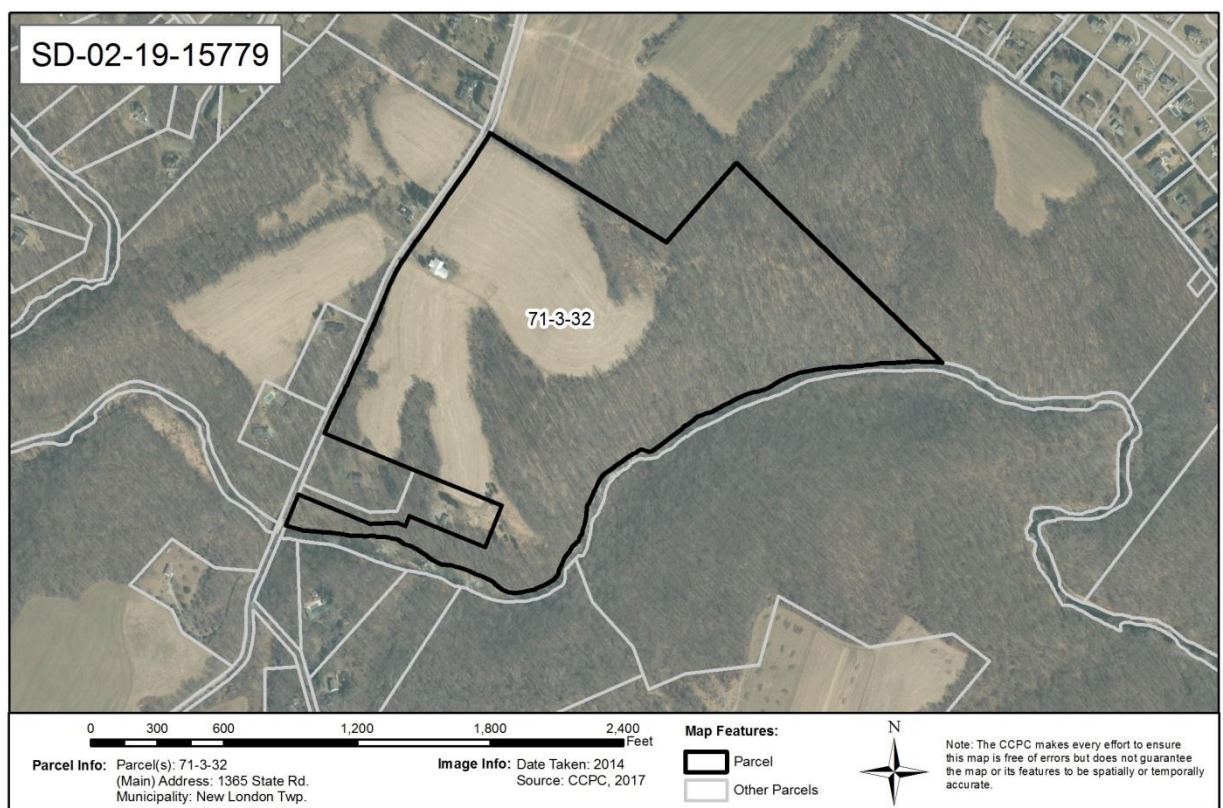 SD-02-19-15779
71-3-32
0 300 600 1,200 1,800 2,400
Feet
Parcel Info: Parcel(s): 71-3-32
(Main) Address: 1365 State Rd.
Municipality: New London Twp.
Image Info: Date Taken: 2014
Source: CCPC, 2017
Map Features:
Parcel
Other Parcels
N
Note: The CCPC makes every effort to ensure
this map is free of errors but does not guarantee
the map or its features to be spatially or temporally
accurate.